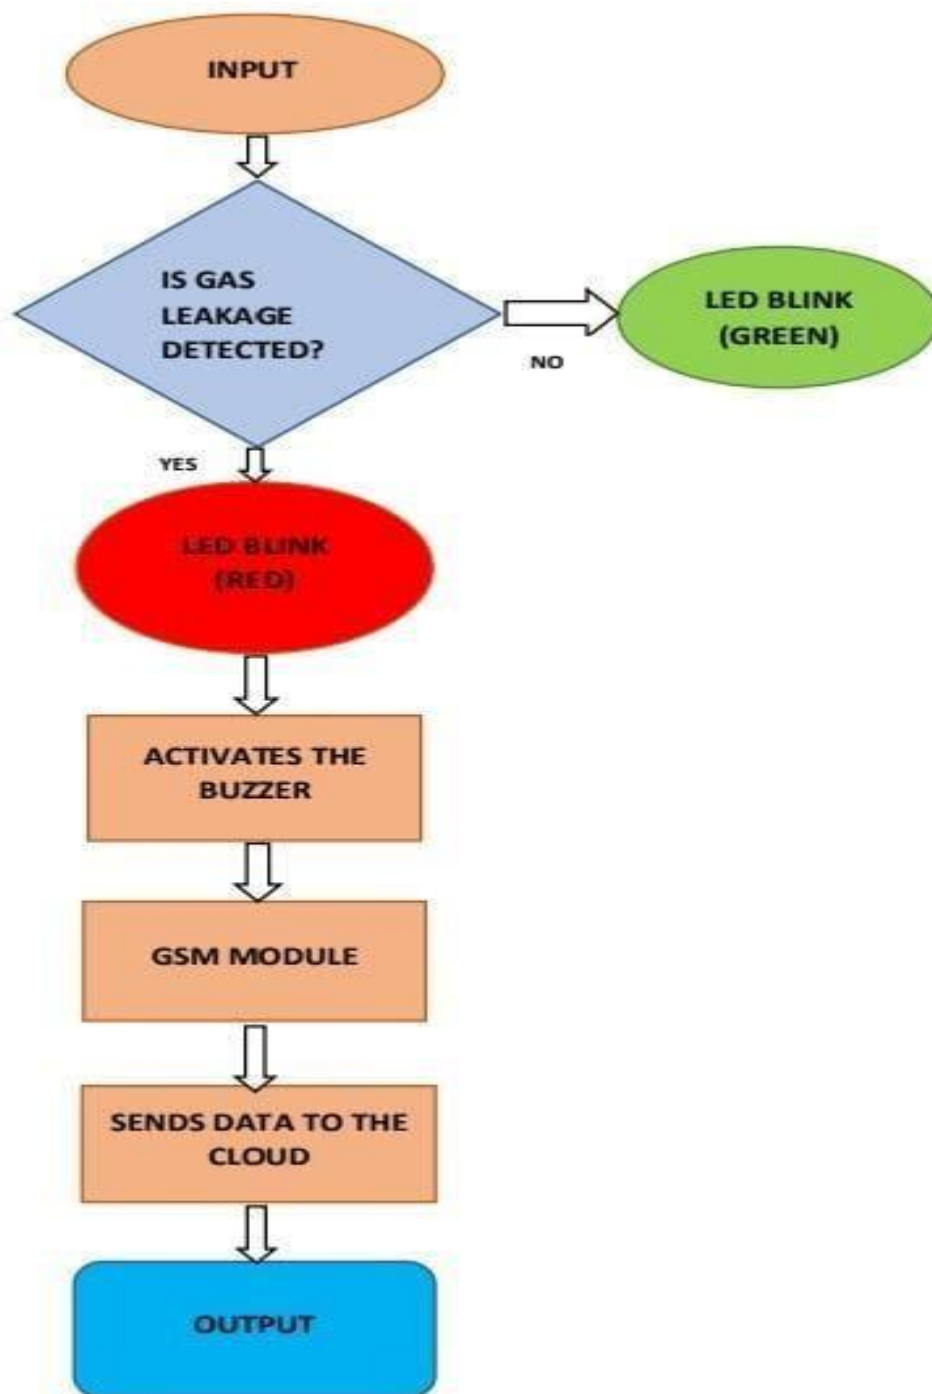 INPUT
IS GAS
LEAKAGE
DETECTED?
NO
LED BLINK
(GREEN)
YES
LED BLINK
(RED)
ACTIVATES THE
BUZZER
GSM MODULE
SENDS DATA TO THE
CLOUD
OUTPUT